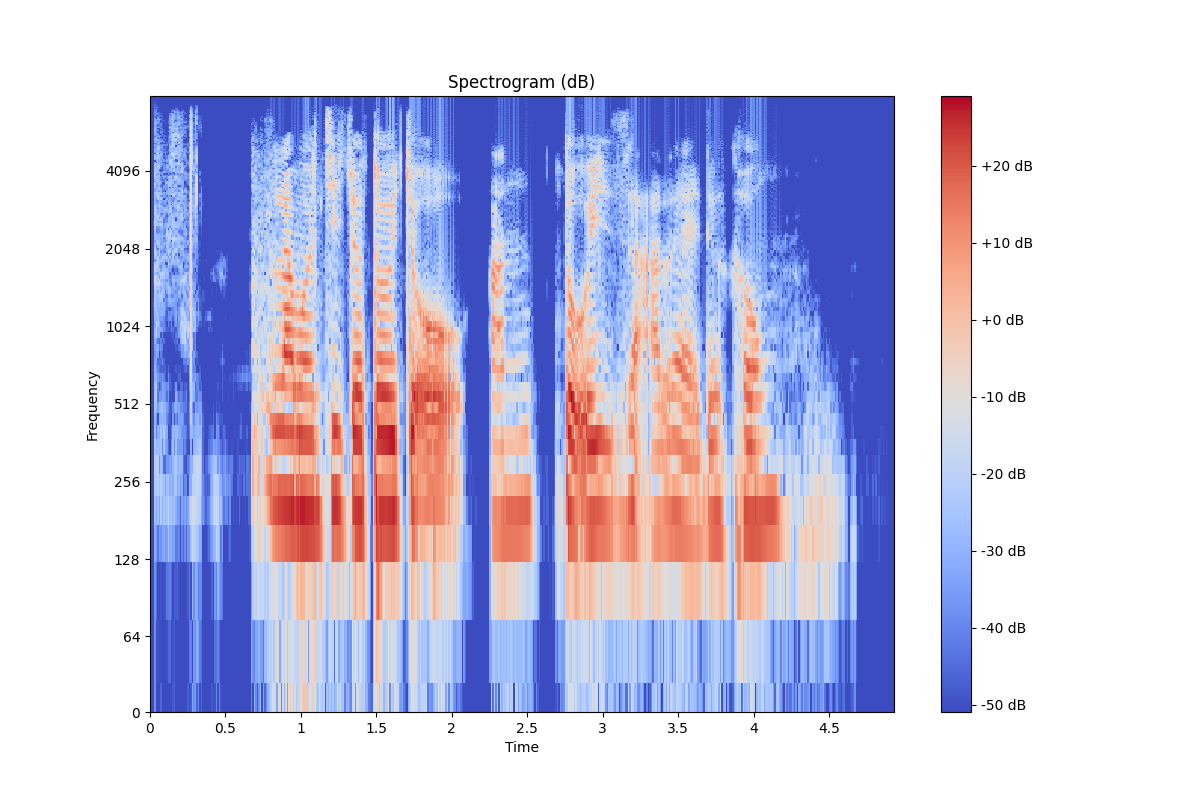 Spectrogram (dB)
Frequency
4096
2048
1024
512
256
128
64
0
0 0.5 1 1.5 2 2.5 3 3.5 4 4.5
Time
+20 dB
+10 dB
+0 dB
-10 dB
-20 dB
-30 dB
-40 dB
-50 dB